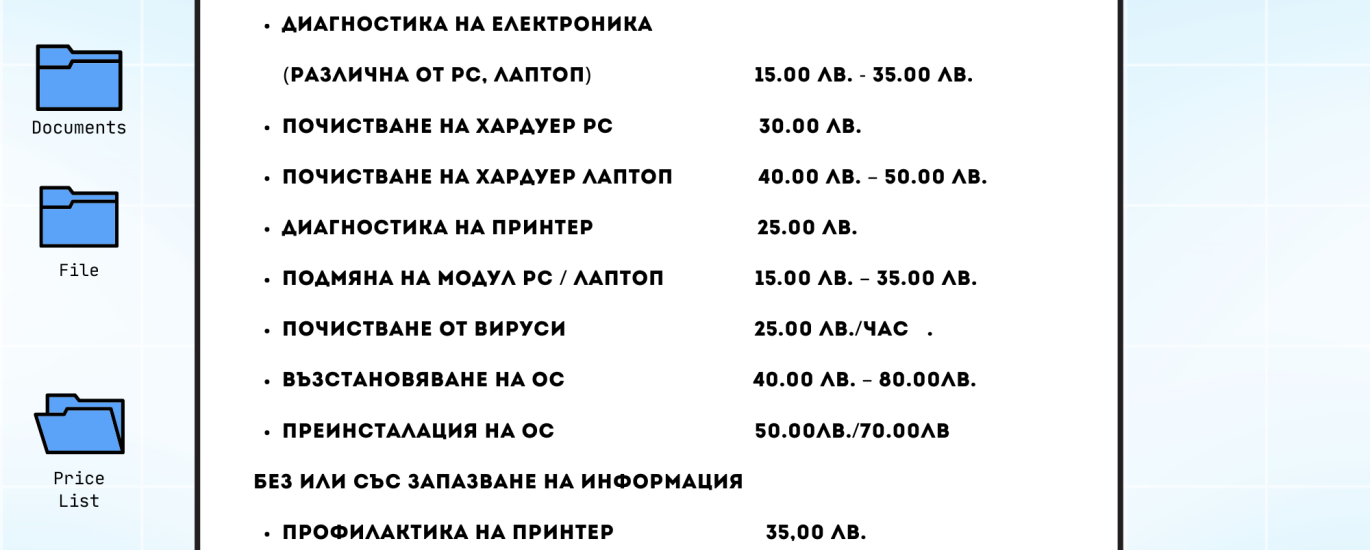 • ДИАГНОСТИКА НА ЕЛЕКТРОНИКА
(РАЗЛИЧНА ОТ PC, ЛАПТОП) 15.00 ЛВ. - 35.00 ЛВ.
• ПОЧИСТВАНЕ НА ХАРДУЕР PC 30.00 ЛВ.
• ПОЧИСТВАНЕ НА ХАРДУЕР ЛАПТОП 40.00 ЛВ. – 50.00 ЛВ.
• ДИАГНОСТИКА НА ПРИНТЕР 25.00 ЛВ.
• ПОДМЯНА НА МОДУЛ PC / ЛАПТОП 15.00 ЛВ. – 35.00 ЛВ.
• ПОЧИСТВАНЕ ОТ ВИРУСИ 25.00 ЛВ./ЧАС .
• ВЪЗСТАНОВЯВАНЕ НА ОС 40.00 ЛВ. – 80.00ЛВ.
• ПРЕИНСТАЛАЦИЯ НА ОС 50.00ЛВ./70.00ЛВ
БЕЗ ИЛИ СЪС ЗАПАЗВАНЕ НА ИНФОРМАЦИЯ
• ПРОФИЛАКТИКА НА ПРИНТЕР 35,00 ЛВ.
Documents
File
Price
List